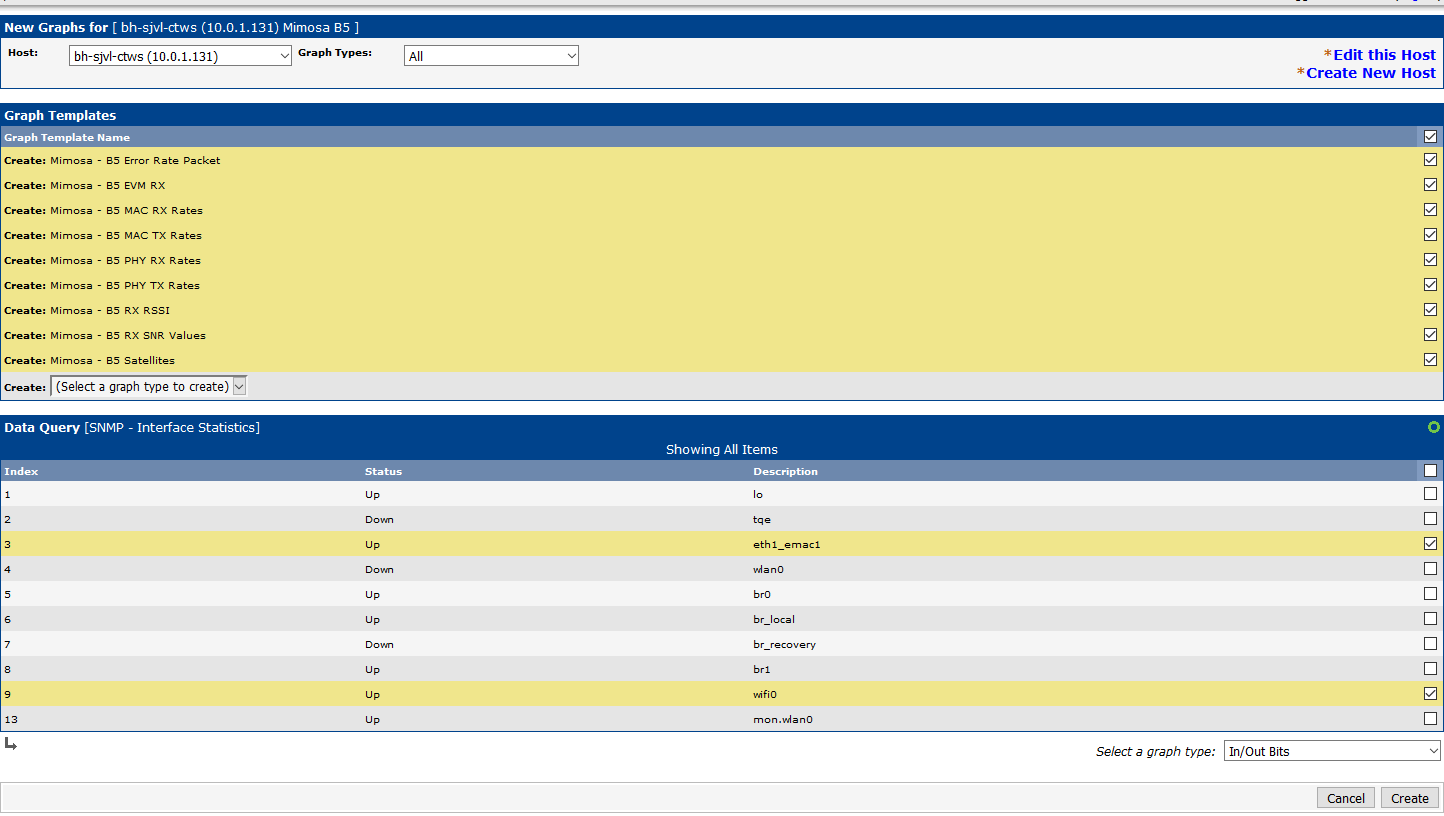 New Graphs for [ bh-sjvl-ctws (10.0.1.131) Mimosa B5 ]
Host: bh-sjvl-ctws (10.0.1.131) Graph Types: All
*Edit this Host
*Create New Host
Graph Templates
Graph Template Name
Create: Mimosa - B5 Error Rate Packet
Create: Mimosa - B5 EVM RX
Create: Mimosa - B5 MAC RX Rates
Create: Mimosa - B5 MAC TX Rates
Create: Mimosa - B5 PHY RX Rates
Create: Mimosa - B5 PHY TX Rates
Create: Mimosa - B5 RX RSSI
Create: Mimosa - B5 RX SNR Values
Create: Mimosa - B5 Satellites
Create: (Select a graph type to create)
Data Query [SNMP - Interface Statistics]
Showing All Items
Index Status Description
1 Up lo
2 Down tqe
3 Up eth1_emac1
4 Down wlan0
5 Up br0
6 Up br_local
7 Down br_recovery
8 Up br1
9 Up wifi0
13 Up mon.wlan0
Select a graph type: In/Out Bits
Cancel Create